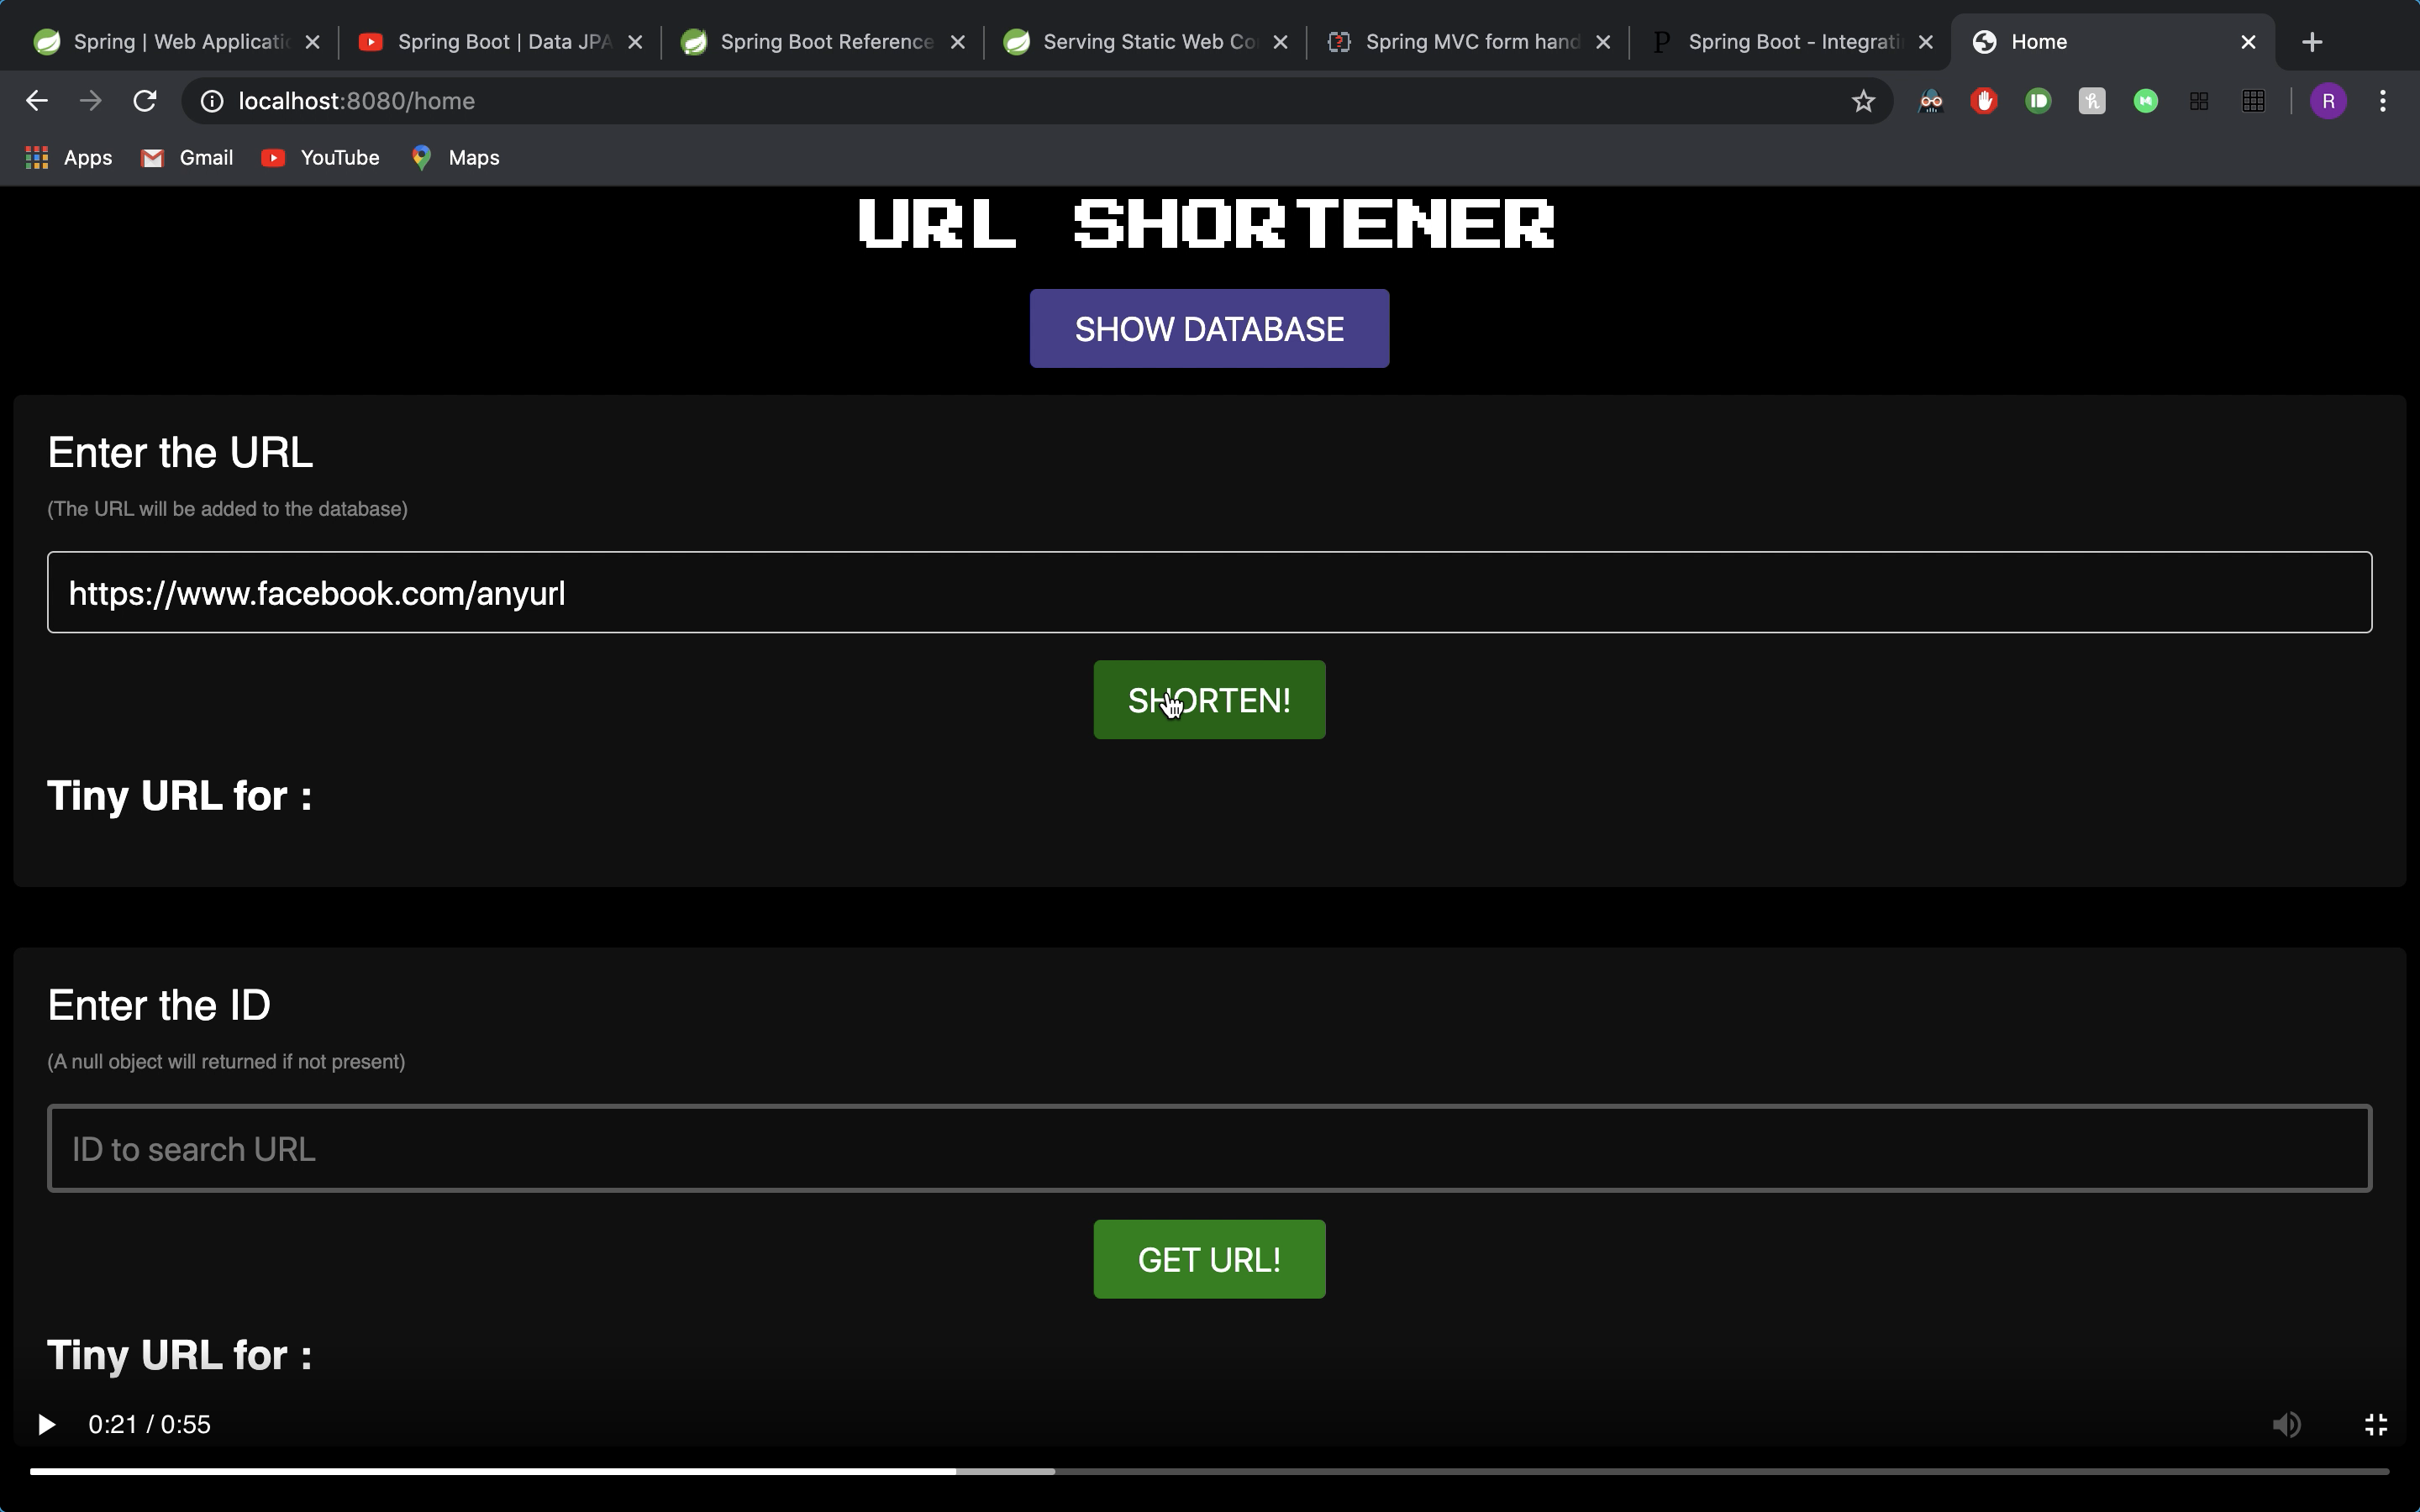 Spring | Web Applicati
Spring Boot | Data JPA
Spring Boot Reference
Serving Static Web Co
Spring MVC form hand
Spring Boot - Integrati
Home
localhost:8080/home
R
Apps
Gmail
YouTube
Maps
URL SHORTENER
SHOW DATABASE
Enter the URL
(The URL will be added to the database)
https://www.facebook.com/anyurl
SHORTEN!
Tiny URL for :
Enter the ID
(A null object will returned if not present)
ID to search URL
GET URL!
Tiny URL for :
0:21 / 0:55